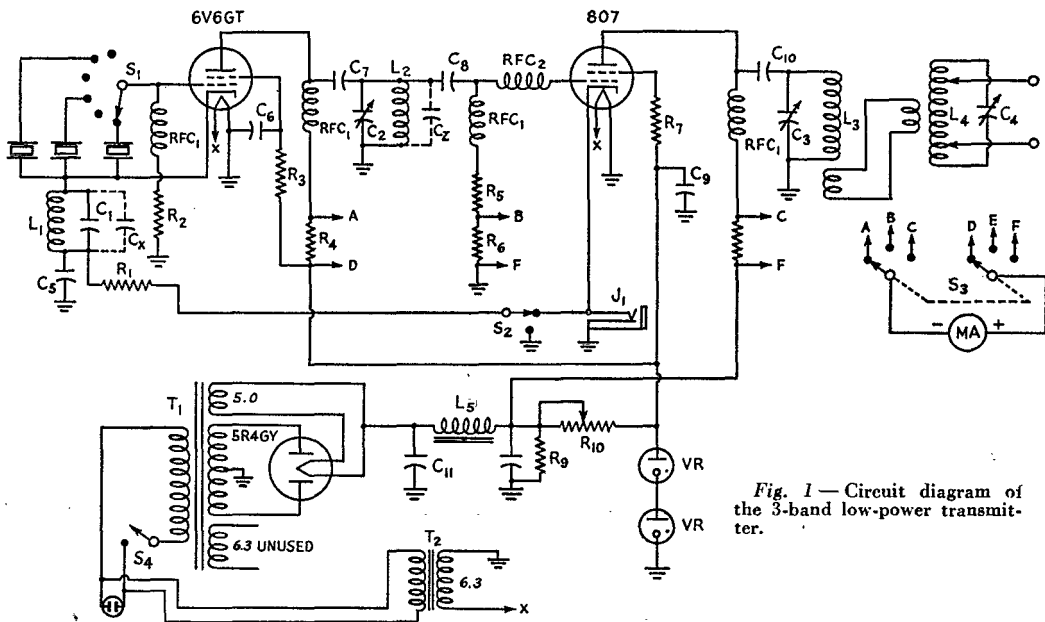 6V6GT
807
S1
RFC1
R2
C6
R3
X
RFC1
C7
C2
L2
CZ
C8
RFC2
RFC1
R5
B
R6
F
A
R4
D
X
R7
C9
C10
RFC1
C3
L3
L4
C4
C
F
L1
C1
CX
C5
R1
S2
J1
A
B
C
D
E
F
S3
- MA +
T1
5.0
5R4GY
6.3 UNUSED
S4
L5
C11
R9
R10
VR
VR
T2
6.3
X
Fig. 1 — Circuit diagram of
the 3-band low-power transmit-
ter.